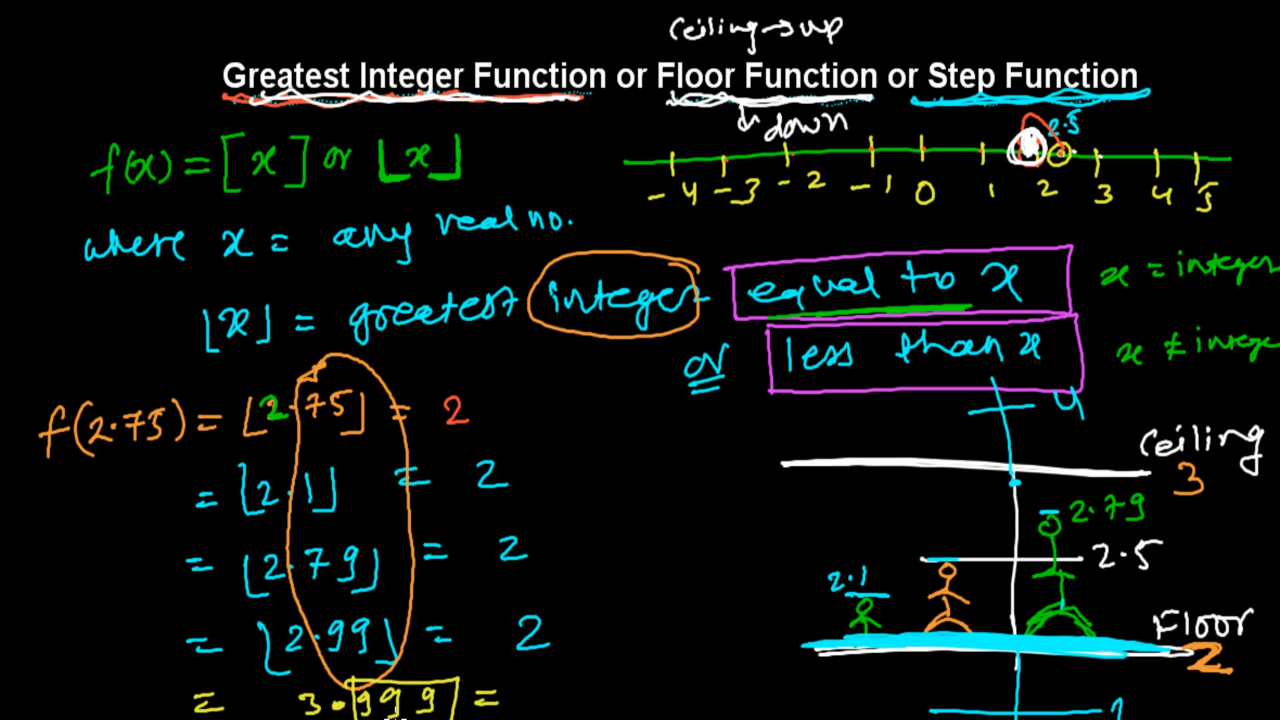 Ceiling → up
Greatest Integer Function or Floor Function or Step Function
↓ down
2.5
-4 -3 -2 -1 0 1 2 3 4 5
f(x) = [x] or ⌊x⌋
where x = any real no.
⌊x⌋ = greatest integer equal to x
x = integer
or less than x
x ≠ integer
4
f(2.75) = ⌊2.75⌋ = 2
Ceiling
3
= ⌊2.1⌋ = 2
2.79
= ⌊2.79⌋ = 2
2.5
2.1
= ⌊2.99⌋ = 2
Floor
2
= 3.999 =
1